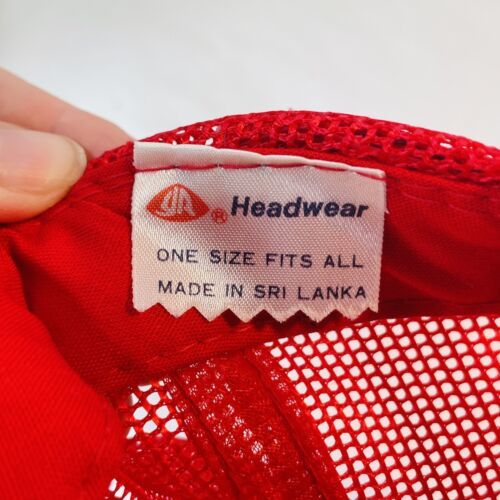 ® Headwear
ONE SIZE FITS ALL
MADE IN SRI LANKA